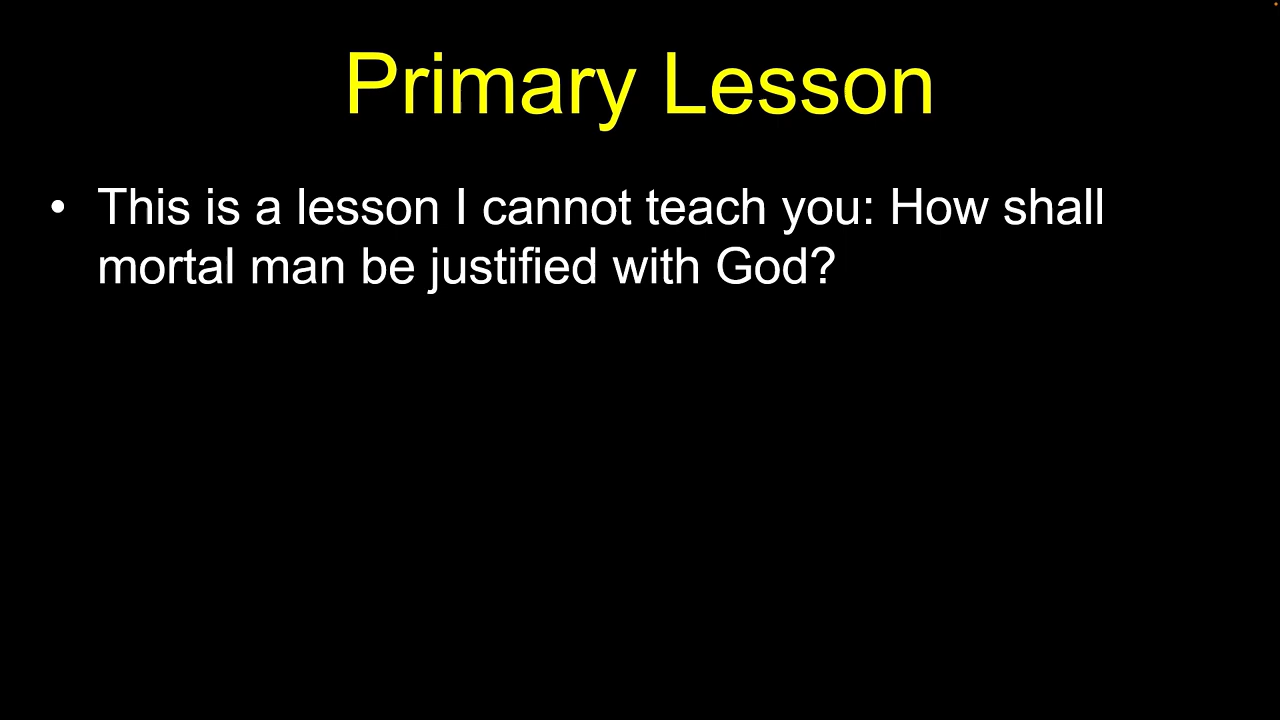 Primary Lesson
• This is a lesson I cannot teach you: How shall
mortal man be justified with God?